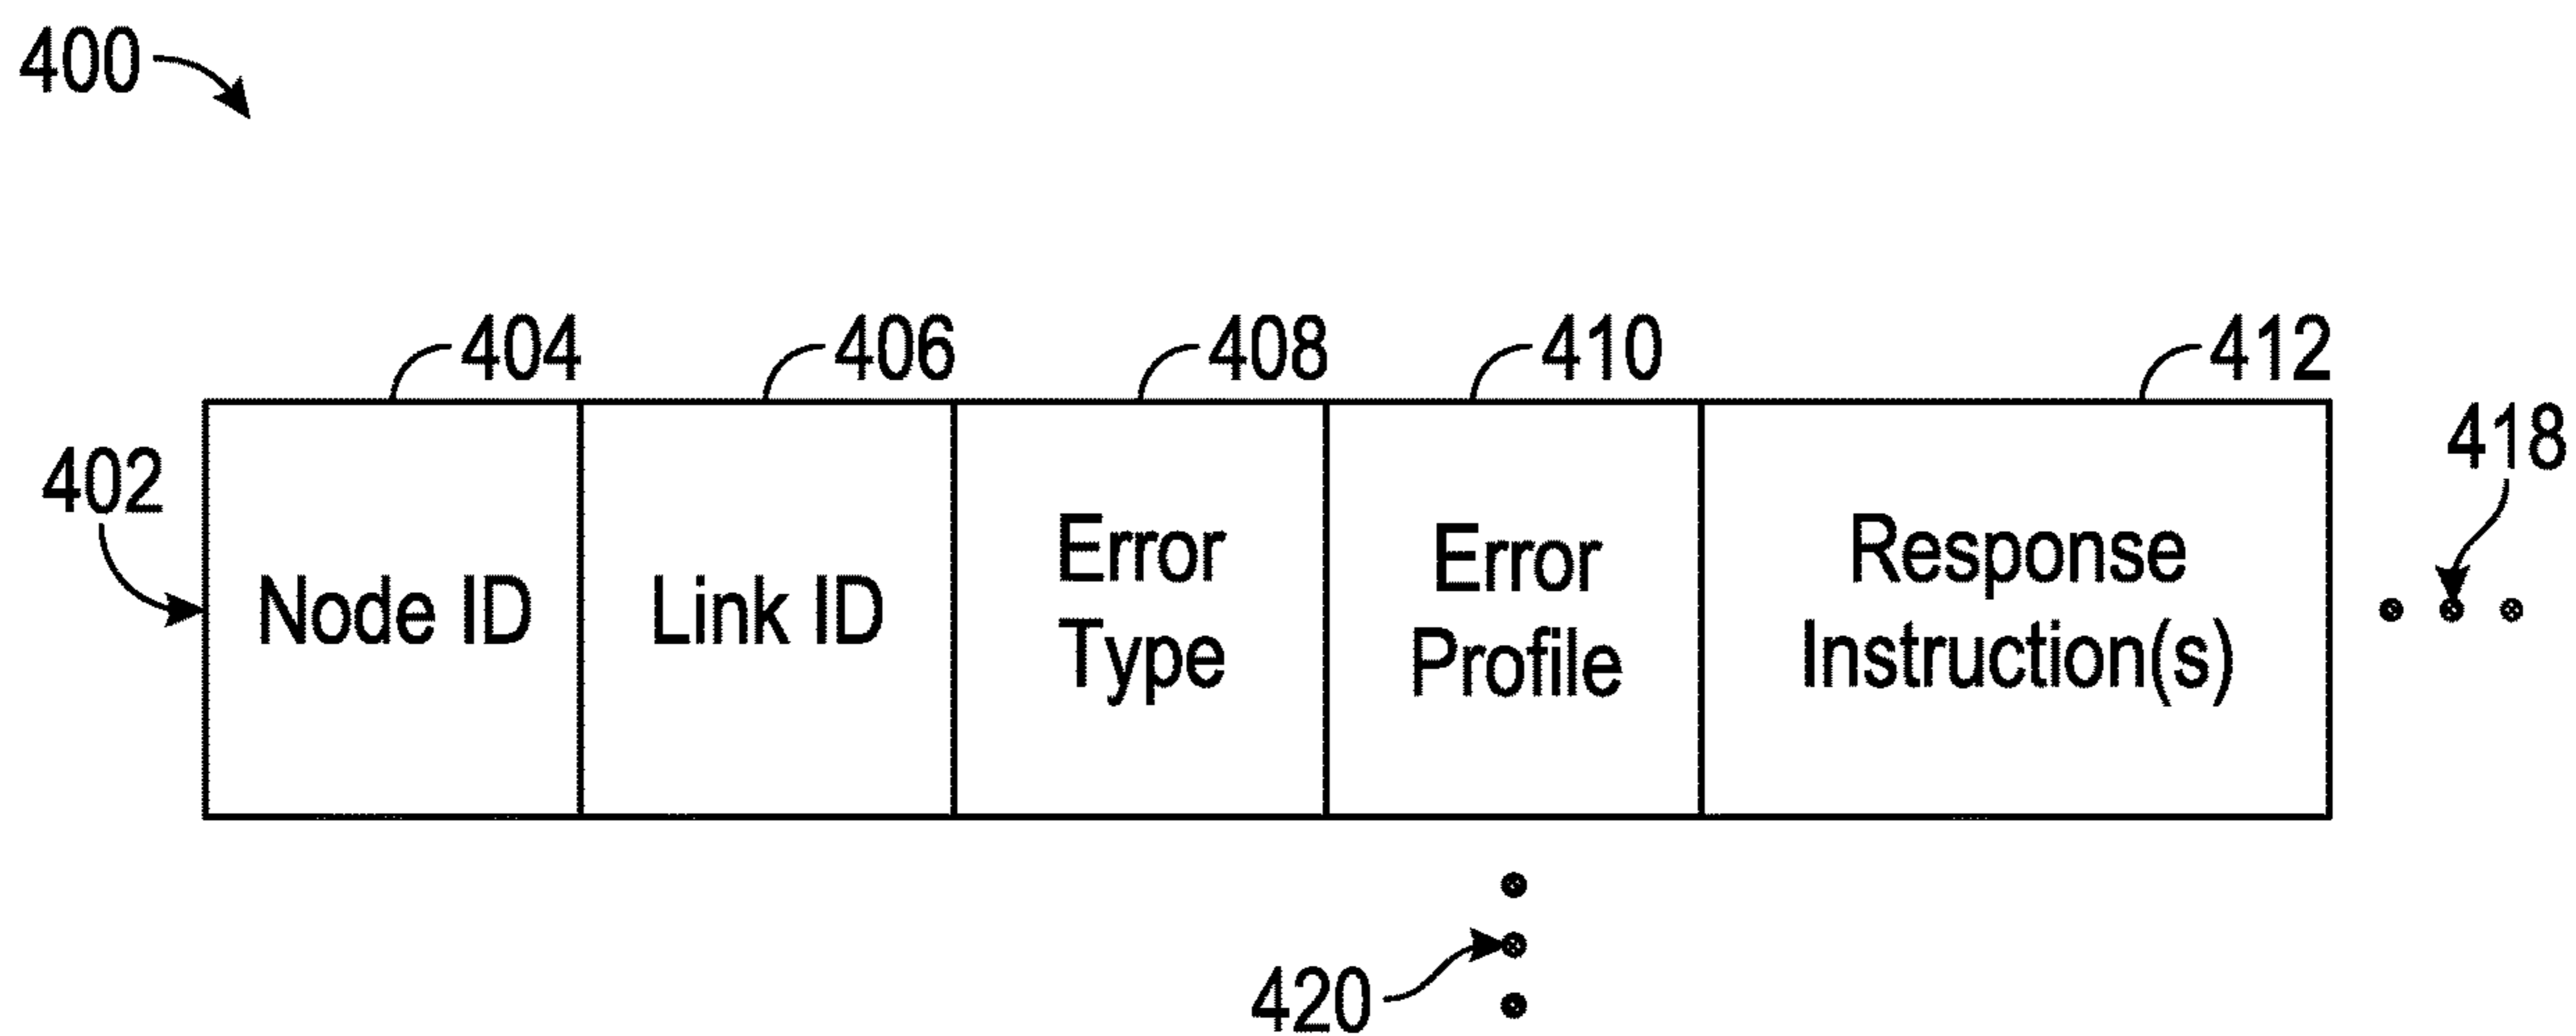 400
404
406
408
410
412
402
418
Node ID
Link ID
Error
Type
Error
Profile
Response
Instruction(s)
420